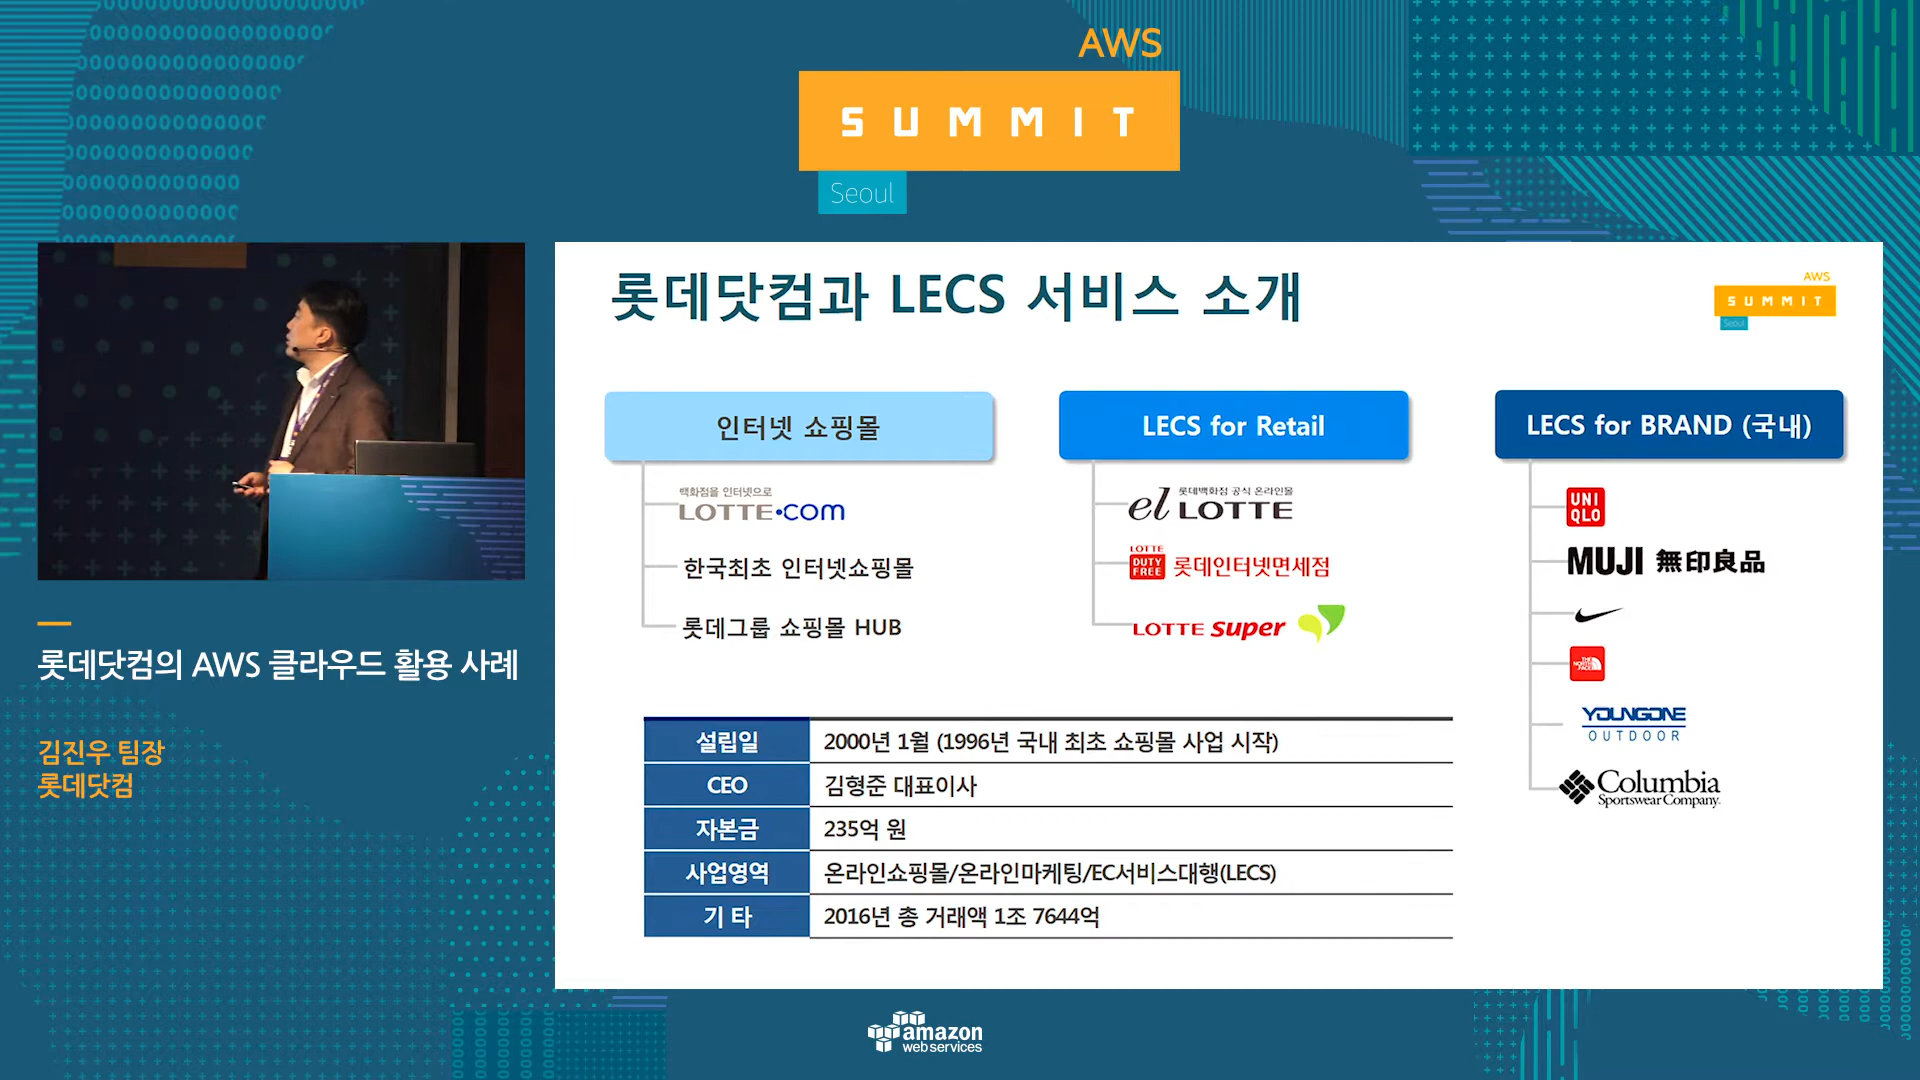 AWS
SUMMIT
Seoul
롯데닷컴의 AWS 클라우드 활용 사례
김진우 팀장
롯데닷컴
롯데닷컴과 LECS 서비스 소개
AWS
SUMMIT
Seoul
인터넷 쇼핑몰
백화점을 인터넷으로
LOTTE•com
한국최초 인터넷쇼핑몰
롯데그룹 쇼핑몰 HUB
LECS for Retail
롯데백화점 공식 온라인몰
el LOTTE
LOTTE
DUTY
FREE
롯데인터넷면세점
LOTTE super
LECS for BRAND (국내)
UNI
QLO
MUJI 無印良品
THE
NORTH
FACE
YOUNGONE
OUTDOOR
Columbia
Sportswear Company.
설립일 2000년 1월 (1996년 국내 최초 쇼핑몰 사업 시작)
CEO 김형준 대표이사
자본금 235억 원
사업영역 온라인쇼핑몰/온라인마케팅/EC서비스대행(LECS)
기 타 2016년 총 거래액 1조 7644억
amazon
web services